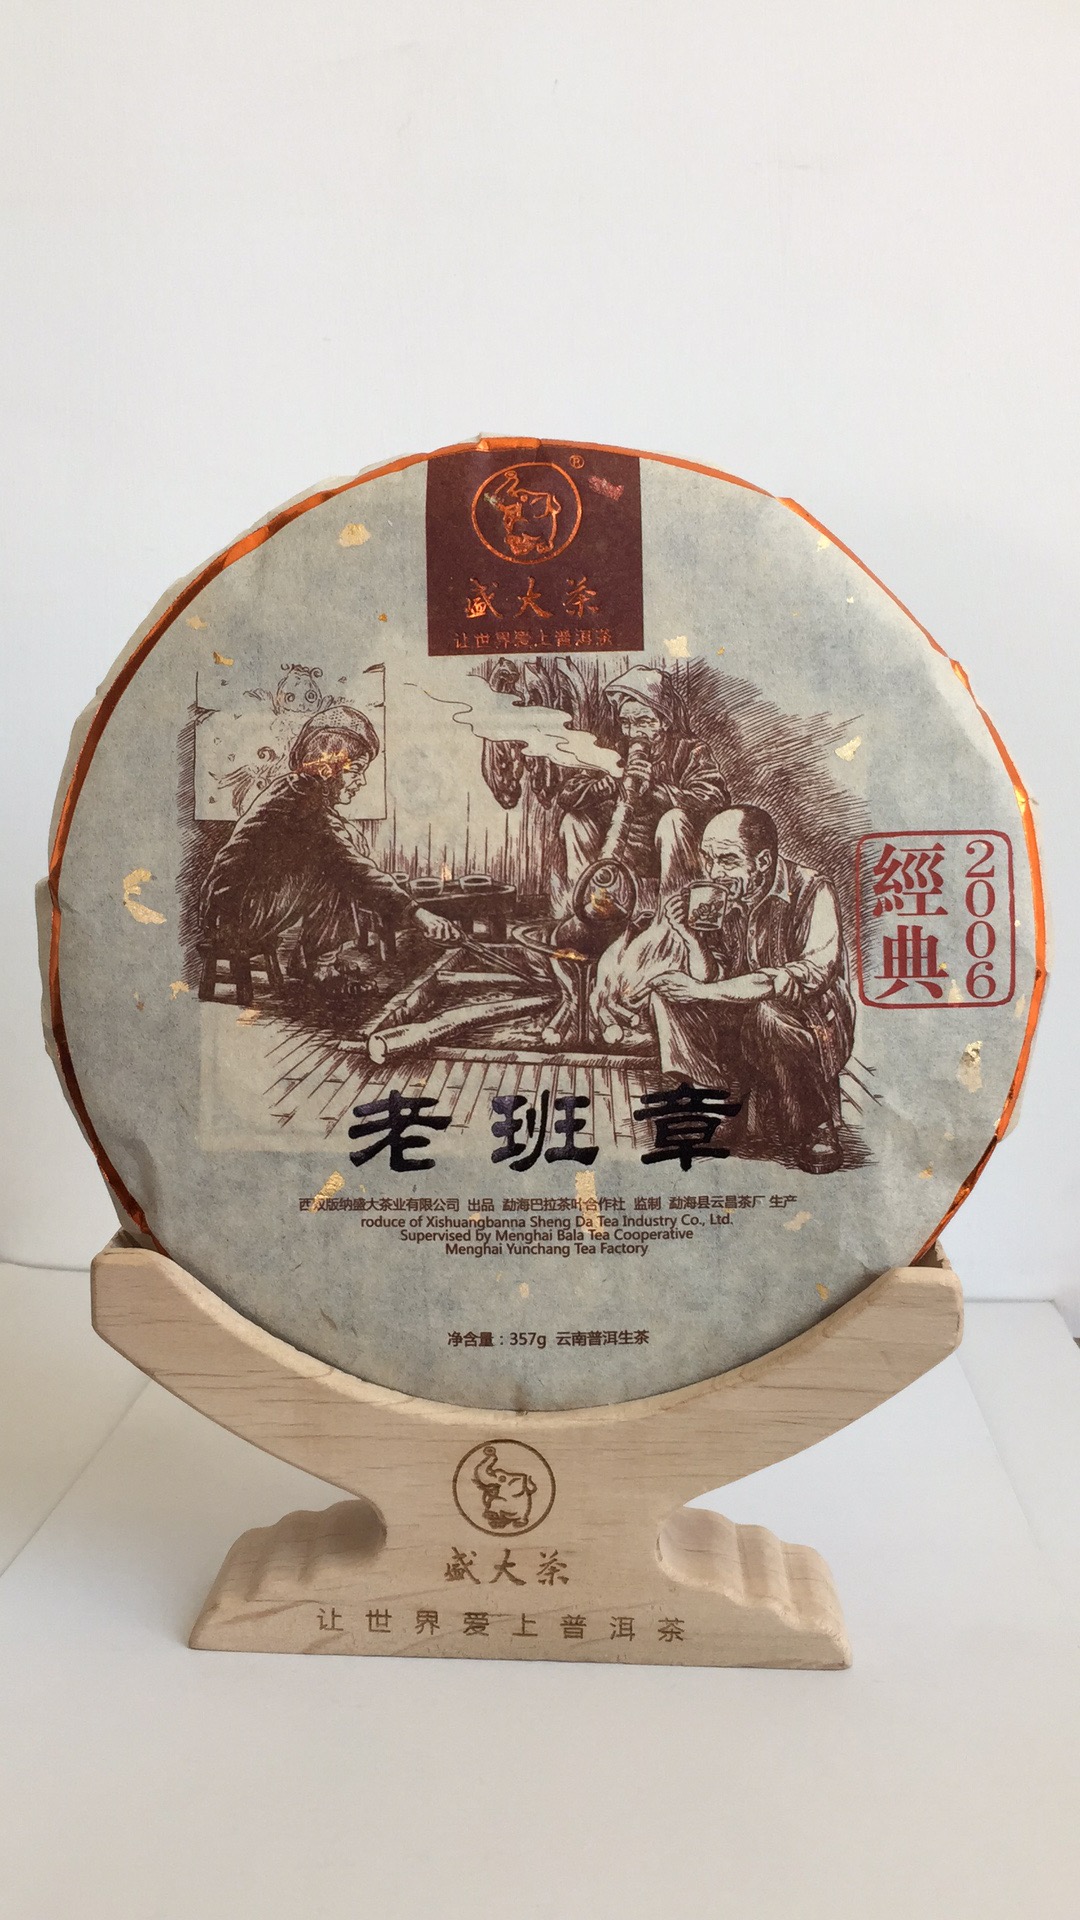 ®
盛大茶
让世界爱上普洱茶
經典
2006
老班章
西双版纳盛大茶业有限公司 出品 勐海巴拉茶叶合作社 监制 勐海县云昌茶厂 生产
roduce of Xishuangbanna Sheng Da Tea Industry Co., Ltd.
Supervised by Menghai Bala Tea Cooperative
Menghai Yunchang Tea Factory
净含量：357g 云南普洱生茶
盛大茶
让世界爱上普洱茶